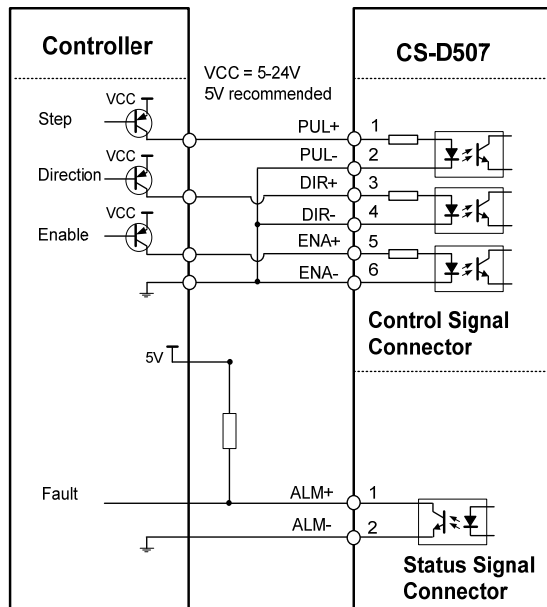 Controller
CS-D507
VCC = 5-24V
5V recommended
VCC
Step
PUL+
1
PUL-
2
VCC
Direction
DIR+
3
DIR-
4
VCC
Enable
ENA+
5
ENA-
6
Control Signal
Connector
5V
Fault
ALM+
1
ALM-
2
Status Signal
Connector